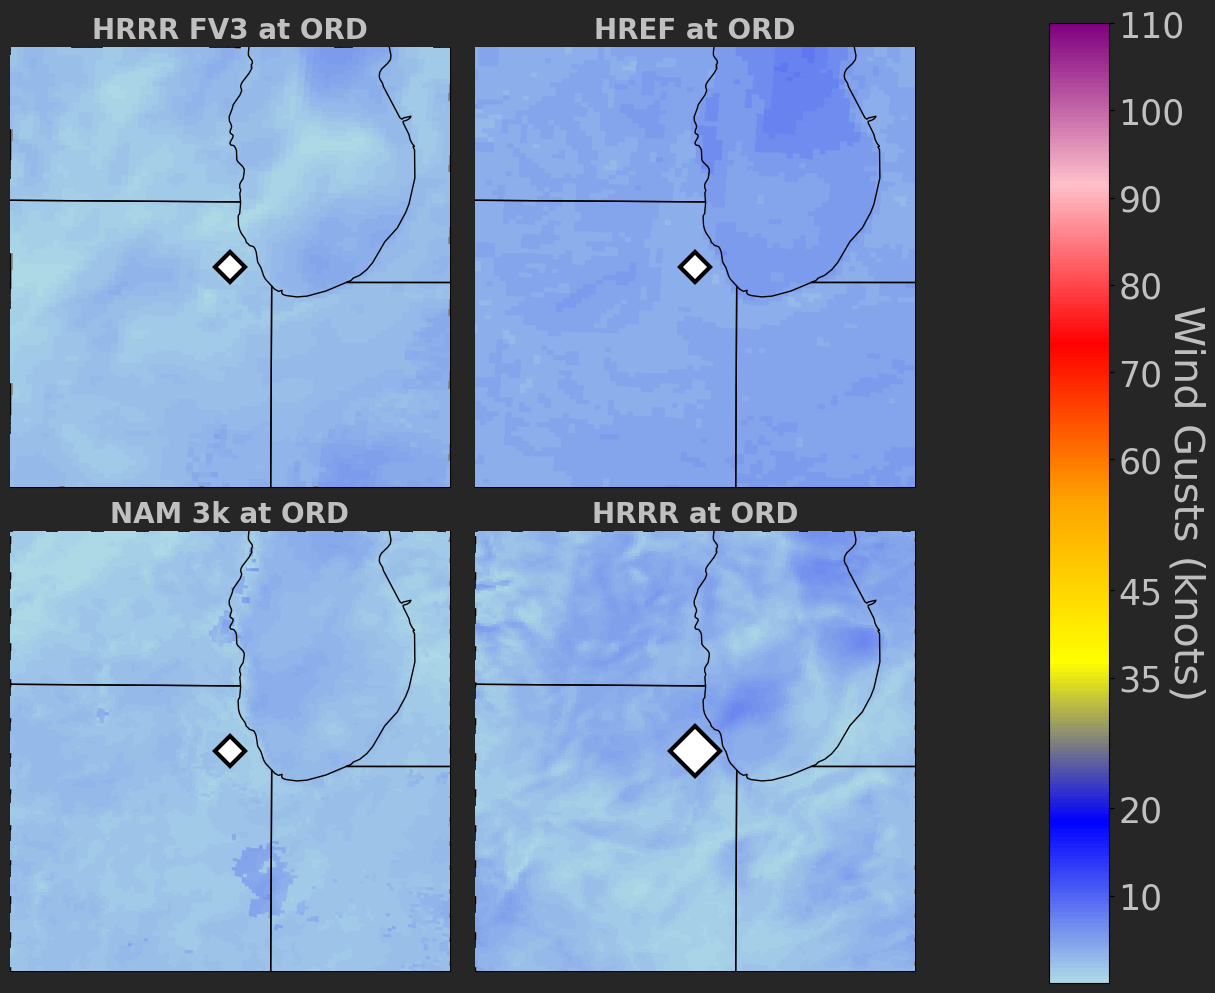 HRRR FV3 at ORD
HREF at ORD
NAM 3k at ORD
HRRR at ORD
110
100
90
80
70
60
45
35
20
10
Wind Gusts (knots)